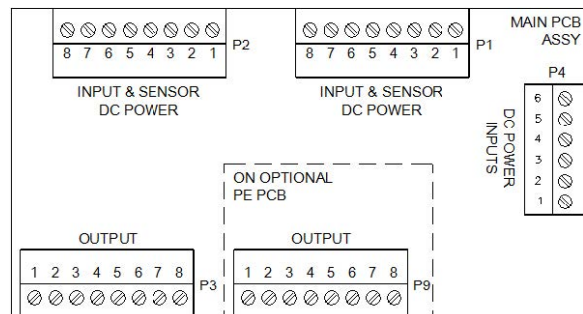 MAIN PCB
ASSY
8 7 6 5 4 3 2 1
P2
INPUT & SENSOR
DC POWER
8 7 6 5 4 3 2 1
P1
INPUT & SENSOR
DC POWER
P4
6
5
4
3
2
1
DC POWER
INPUTS
ON OPTIONAL
PE PCB
OUTPUT
1 2 3 4 5 6 7 8
P3
OUTPUT
1 2 3 4 5 6 7 8
P9